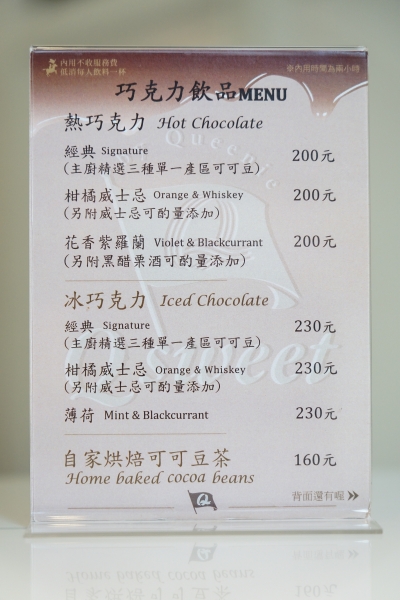 內用不收服務費
低消每人飲料一杯
※內用時間為兩小時
巧克力飲品MENU
熱巧克力 Hot Chocolate
經典 Signature 200元
(主廚精選三種單一產區可可豆)
柑橘威士忌 Orange & Whiskey 200元
(另附威士忌可酌量添加)
花香紫羅蘭 Violet & Blackcurrant 200元
(另附黑醋栗酒可酌量添加)
冰巧克力 Iced Chocolate
經典 Signature 230元
(主廚精選三種單一產區可可豆)
柑橘威士忌 Orange & Whiskey 230元
(另附威士忌可酌量添加)
薄荷 Mint & Blackcurrant 230元
自家烘焙可可豆茶 160元
Home baked cocoa beans
背面還有喔